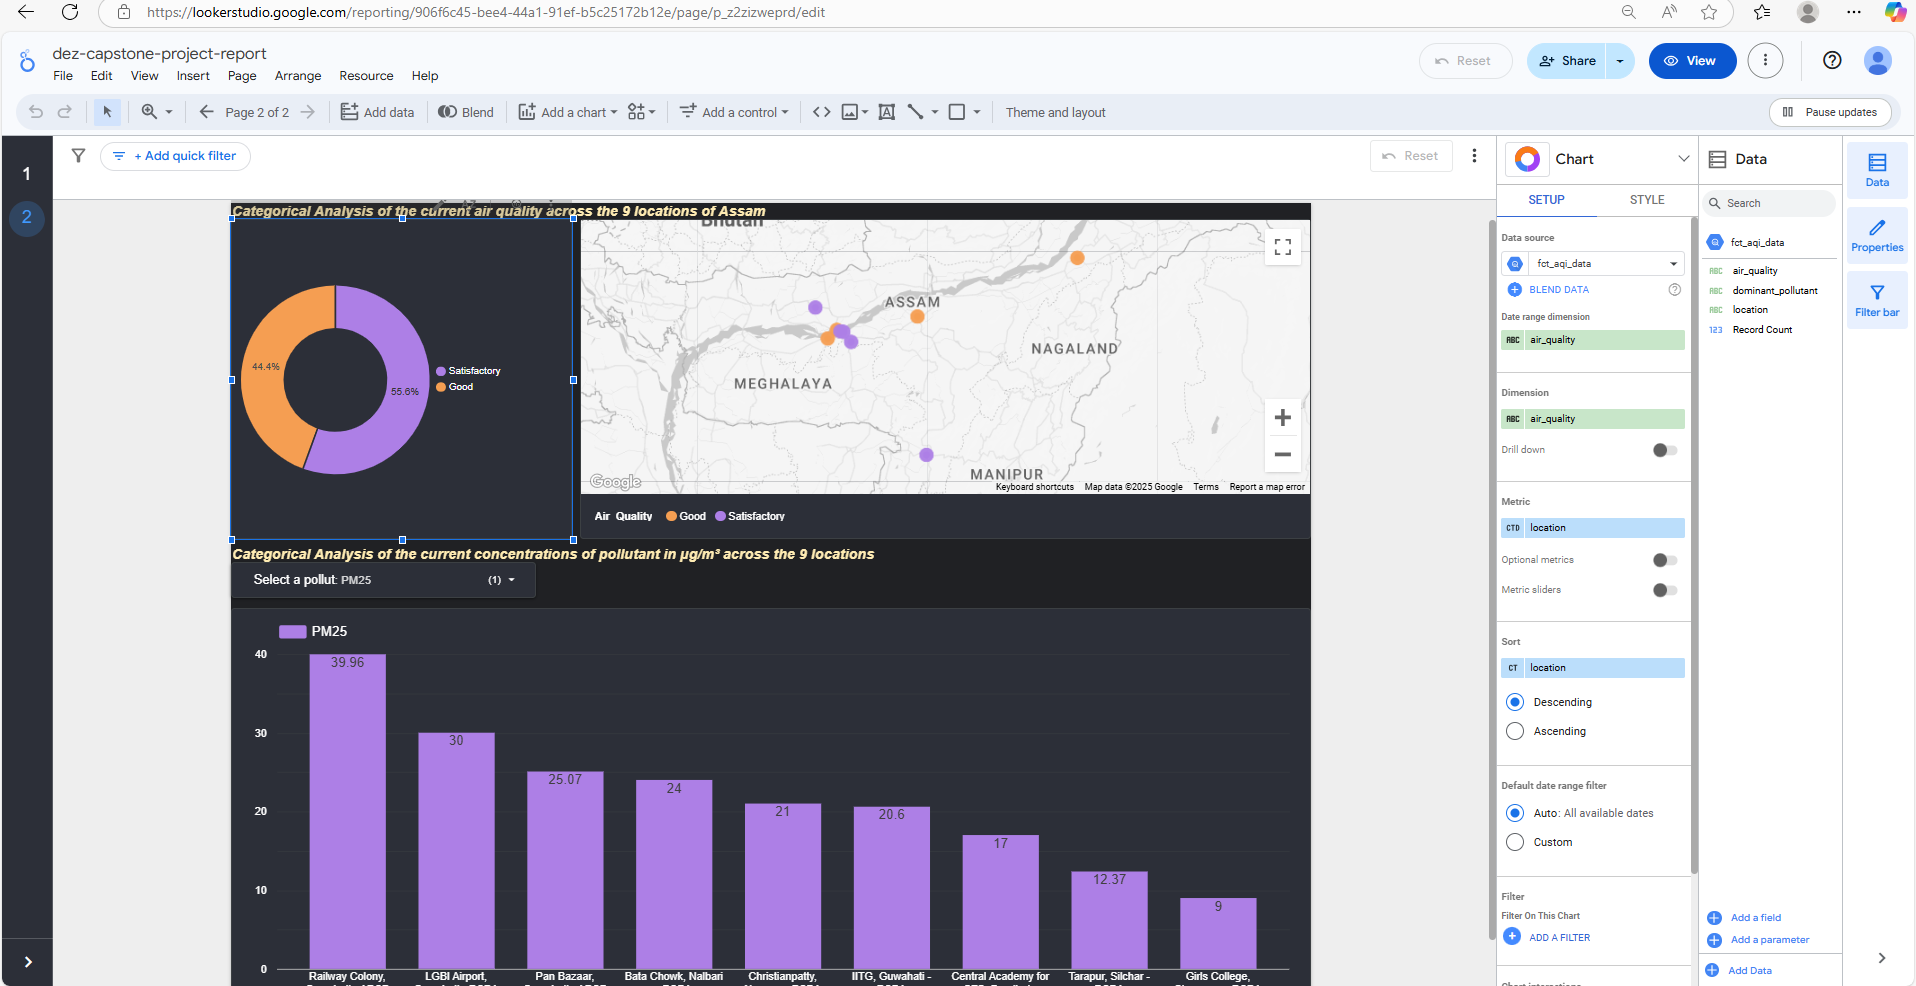 https://lookerstudio.google.com/reporting/906f6c45-bee4-44a1-91ef-b5c25172b12e/page/p_z2zizweprd/edit
dez-capstone-project-report
File Edit View Insert Page Arrange Resource Help
Reset
Share
View
Page 2 of 2
Add data
Blend
Add a chart
Add a control
Theme and layout
Pause updates
1
2
+ Add quick filter
Reset
Categorical Analysis of the current air quality across the 9 locations of Assam
44.4%
55.6%
Satisfactory
Good
Bhutan
ASSAM
NAGALAND
MEGHALAYA
MANIPUR
Google
Keyboard shortcuts Map data ©2025 Google Terms Report a map error
Air Quality Good Satisfactory
Categorical Analysis of the current concentrations of pollutant in µg/m³ across the 9 locations
Select a pollut: PM25 (1)
PM25
40
30
20
10
0
39.96
30
25.07
24
21
20.6
17
12.37
9
Railway Colony,
LGBI Airport,
Pan Bazaar,
Bata Chowk, Nalbari
Christianpatty,
IITG, Guwahati -
Central Academy for
Tarapur, Silchar -
Girls College,
Chart
SETUP STYLE
Data source
fct_aqi_data
BLEND DATA
Date range dimension
ABC air_quality
Dimension
ABC air_quality
Drill down
Metric
CTD location
Optional metrics
Metric sliders
Sort
CT location
Descending
Ascending
Default date range filter
Auto: All available dates
Custom
Filter
Filter On This Chart
ADD A FILTER
Chart interactions
Data
Search
fct_aqi_data
ABC air_quality
ABC dominant_pollutant
ABC location
123 Record Count
Add a field
Add a parameter
Add Data
Data
Properties
Filter bar